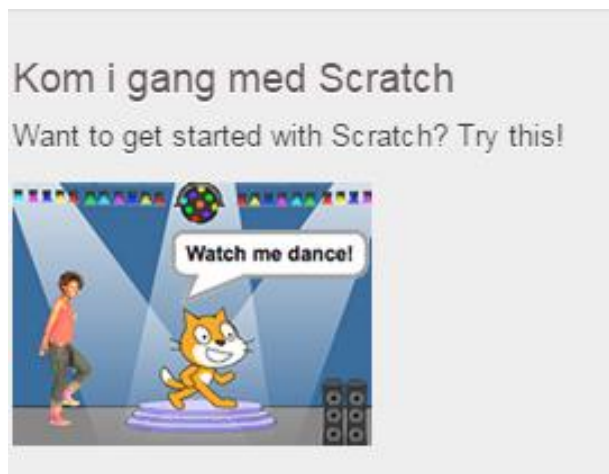 Kom i gang med Scratch
Want to get started with Scratch? Try this!
Watch me dance!